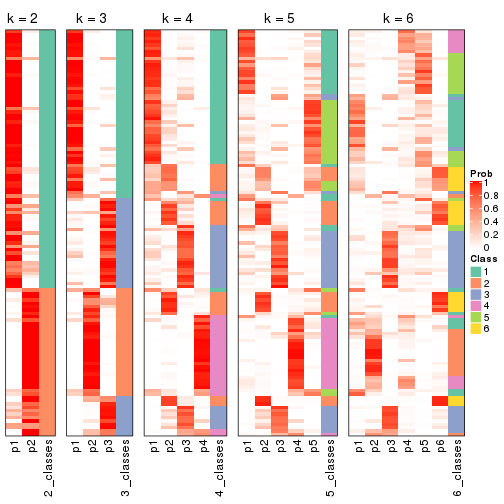 k = 2
k = 3
k = 4
k = 5
k = 6
p1
p2
2_classes
p1
p2
p3
3_classes
p1
p2
p3
p4
4_classes
p1
p2
p3
p4
p5
5_classes
p1
p2
p3
p4
p5
p6
6_classes
Prob
1
0.8
0.6
0.4
0.2
0
Class
1
2
3
4
5
6